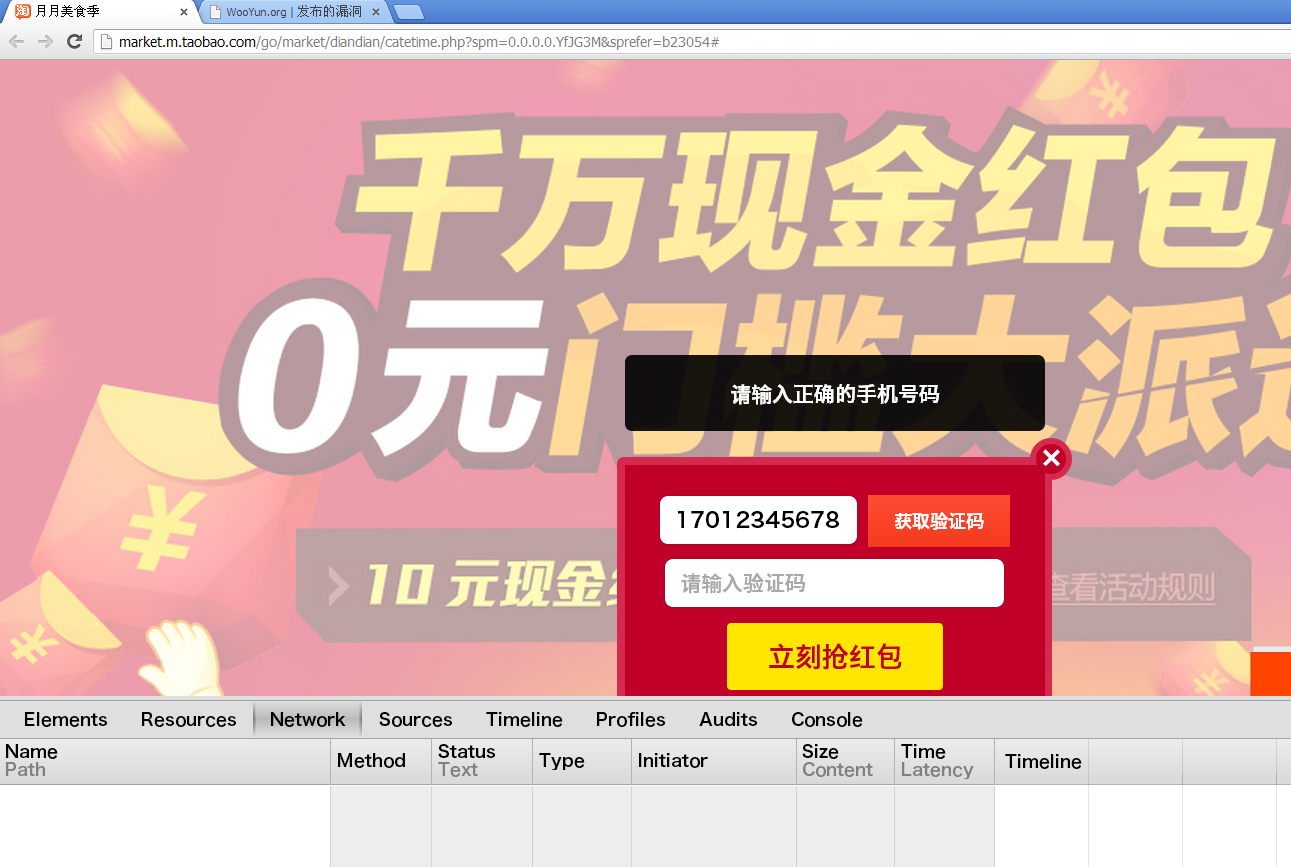 月月美食季
WooYun.org | 发布的漏洞
market.m.taobao.com/go/market/diandian/catetime.php?spm=0.0.0.0.YfJG3M&sprefer=b23054#
千万现金红包
0元门槛大派送
请输入正确的手机号码
17012345678 获取验证码
10元现金红
查看活动规则
请输入验证码
立刻抢红包
Elements Resources Network Sources Timeline Profiles Audits Console
Name Method Status Type Initiator Size Time Timeline
Path Text Content Latency